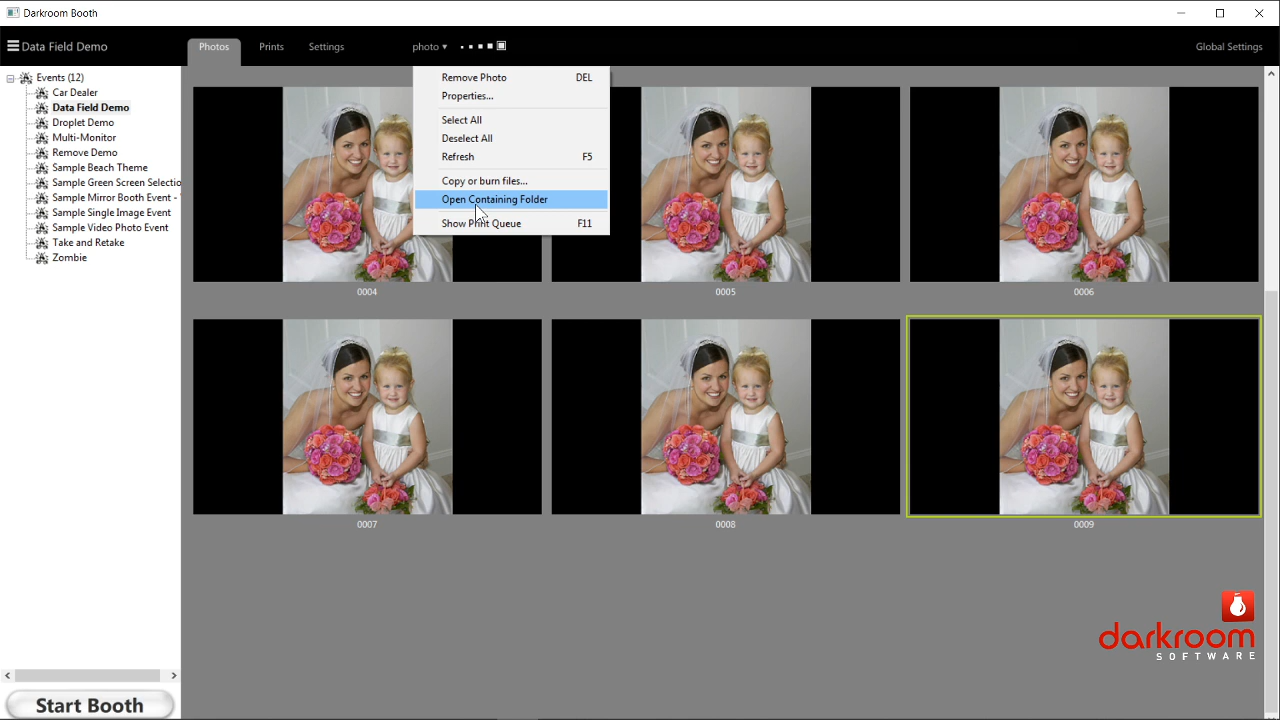 Darkroom Booth
Data Field Demo
Photos
Prints
Settings
photo
Global Settings
Events (12)
Car Dealer
Data Field Demo
Droplet Demo
Multi-Monitor
Remove Demo
Sample Beach Theme
Sample Green Screen Selectio
Sample Mirror Booth Event -
Sample Single Image Event
Sample Video Photo Event
Take and Retake
Zombie
Start Booth
Remove Photo DEL
Properties...
Select All
Deselect All
Refresh F5
Copy or burn files...
Open Containing Folder
Show Print Queue F11
0004
0005
0006
0007
0008
0009
darkroom
SOFTWARE